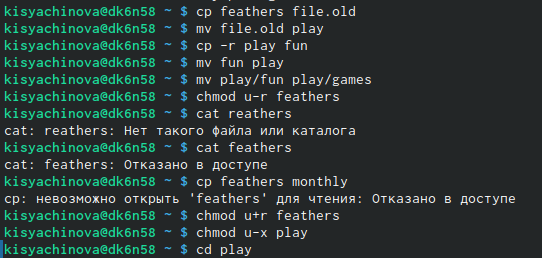 kisyachinova@dk6n58 ~ $ cp feathers file.old
kisyachinova@dk6n58 ~ $ mv file.old play
kisyachinova@dk6n58 ~ $ cp -r play fun
kisyachinova@dk6n58 ~ $ mv fun play
kisyachinova@dk6n58 ~ $ mv play/fun play/games
kisyachinova@dk6n58 ~ $ chmod u-r feathers
kisyachinova@dk6n58 ~ $ cat reathers
cat: reathers: Нет такого файла или каталога
kisyachinova@dk6n58 ~ $ cat feathers
cat: feathers: Отказано в доступе
kisyachinova@dk6n58 ~ $ cp feathers monthly
cp: невозможно открыть 'feathers' для чтения: Отказано в доступе
kisyachinova@dk6n58 ~ $ chmod u+r feathers
kisyachinova@dk6n58 ~ $ chmod u-x play
kisyachinova@dk6n58 ~ $ cd play